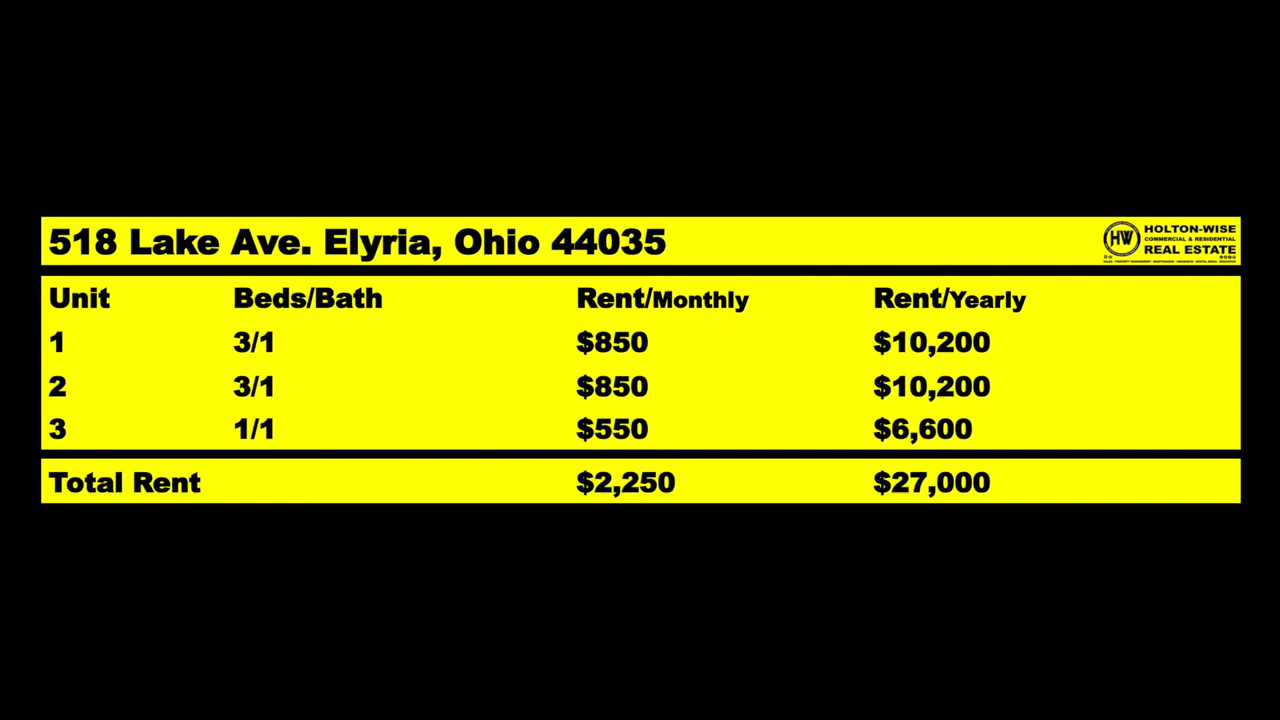 518 Lake Ave. Elyria, Ohio 44035
HW
HOLTON-WISE
COMMERCIAL & RESIDENTIAL
REAL ESTATE
Unit Beds/Bath Rent/Monthly Rent/Yearly
1 3/1 $850 $10,200
2 3/1 $850 $10,200
3 1/1 $550 $6,600
Total Rent $2,250 $27,000